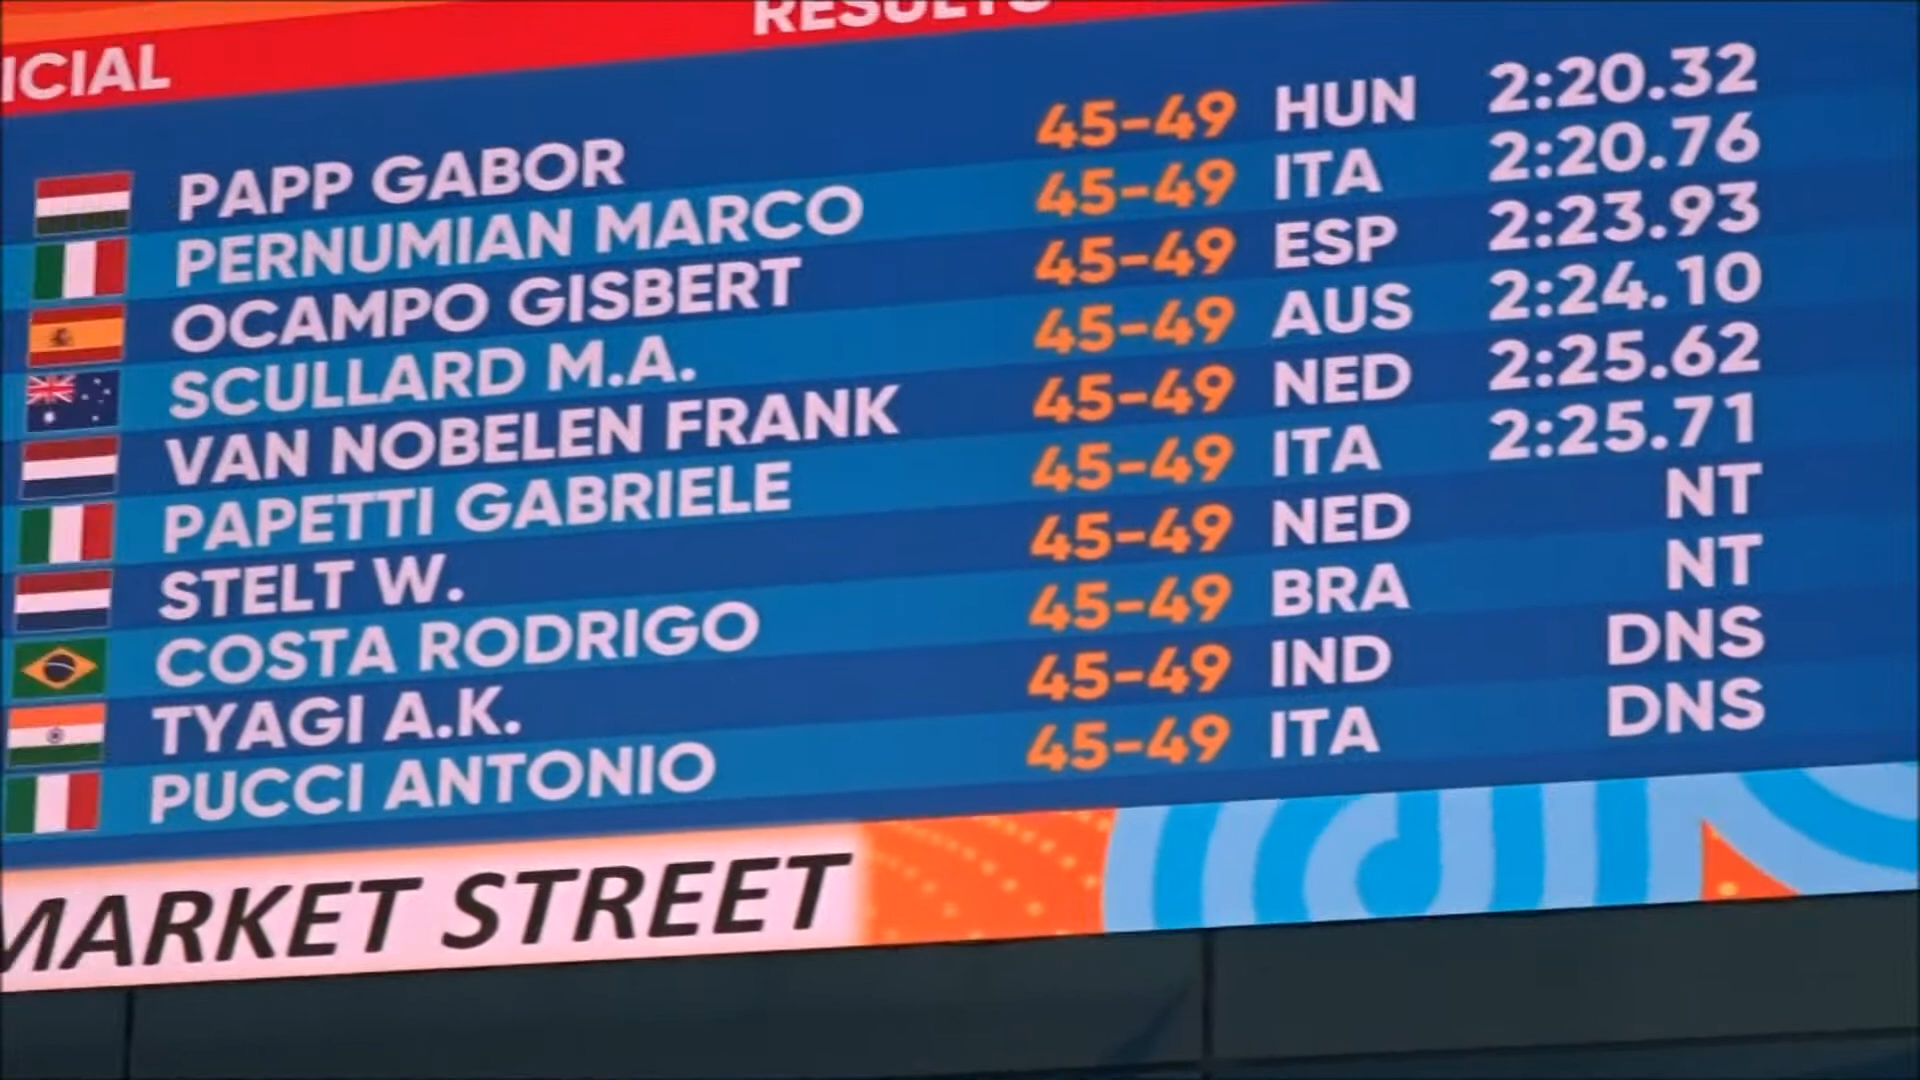 RESULTS
ICIAL
PAPP GABOR 45-49 HUN 2:20.32
PERNUMIAN MARCO 45-49 ITA 2:20.76
OCAMPO GISBERT 45-49 ESP 2:23.93
SCULLARD M.A. 45-49 AUS 2:24.10
VAN NOBELEN FRANK 45-49 NED 2:25.62
PAPETTI GABRIELE 45-49 ITA 2:25.71
STELT W. 45-49 NED NT
COSTA RODRIGO 45-49 BRA NT
TYAGI A.K. 45-49 IND DNS
PUCCI ANTONIO 45-49 ITA DNS
MARKET STREET